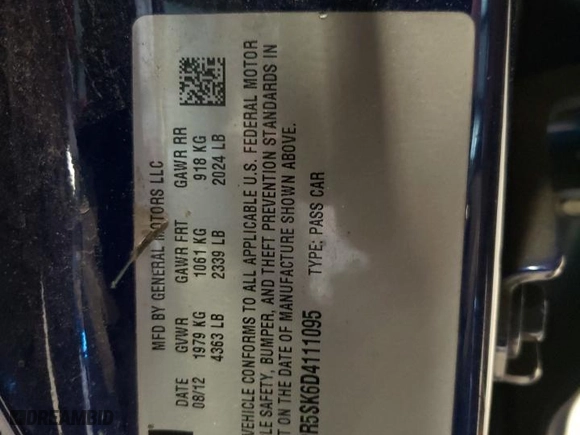 MFD BY GENERAL MOTORS LLC
DATE GVWR GAWR FRT GAWR RR
08/12 1979 KG 1061 KG 918 KG
4363 LB 2339 LB 2024 LB
VEHICLE CONFORMS TO ALL APPLICABLE U.S. FEDERAL MOTOR
LE SAFETY, BUMPER, AND THEFT PREVENTION STANDARDS IN
ON THE DATE OF MANUFACTURE SHOWN ABOVE.
R5SK6D4111095 TYPE: PASS CAR
DREAMBID